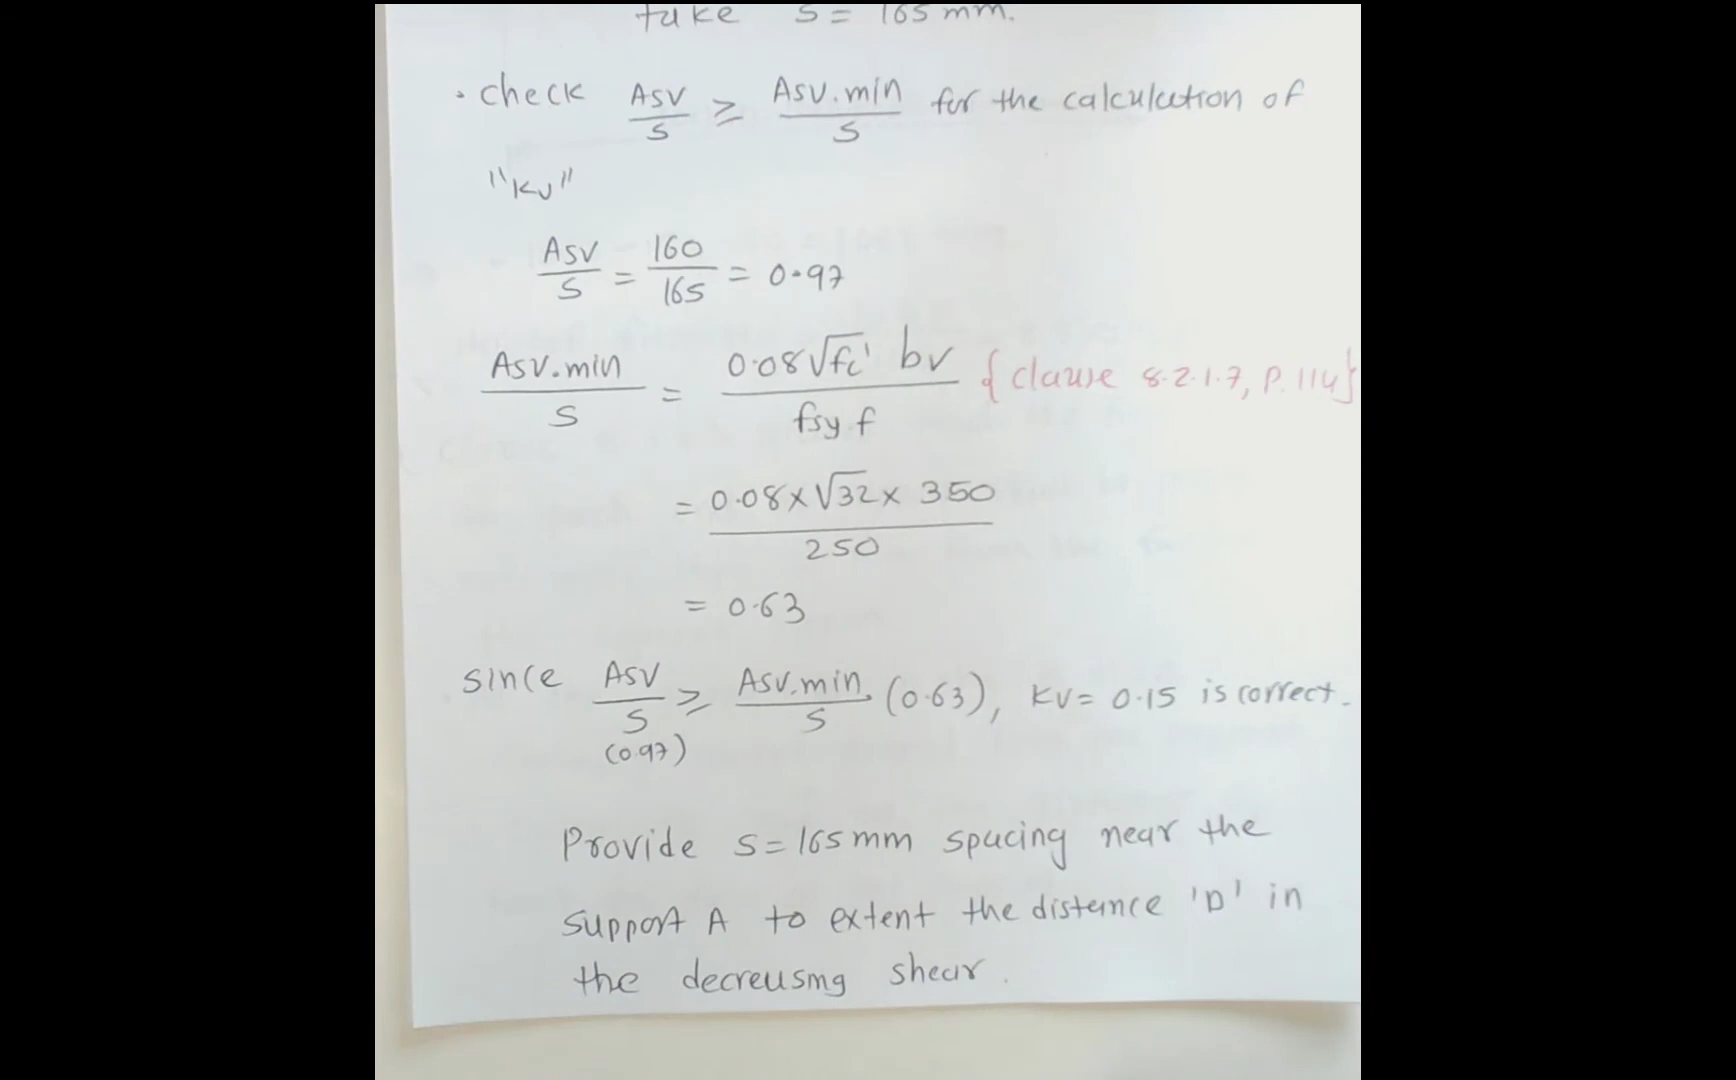 take S = 165 mm.
• check Asv/S ≥ Asv.min/S for the calculation of
"kv"
Asv/S = 160/165 = 0.97
Asv.min/S = 0.08√fc' bv / fsy.f {clause 8.2.1.7, P.114}
= 0.08×√32×350 / 250
= 0.63
since Asv/S (0.97) ≥ Asv.min/S (0.63), kv = 0.15 is correct.
Provide S = 165 mm spacing near the
support A to extent the distance 'D' in
the decreasing shear.